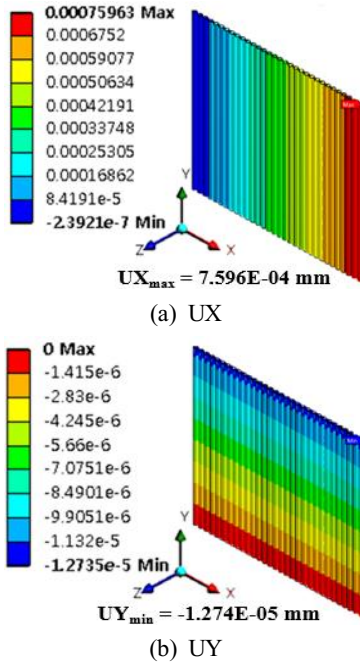 0.00075963 Max
0.0006752
0.00059077
0.00050634
0.00042191
0.00033748
0.00025305
0.00016862
8.4191e-5
-2.3921e-7 Min
Y
Z
X
UXmax = 7.596E-04 mm
(a) UX
0 Max
-1.415e-6
-2.83e-6
-4.245e-6
-5.66e-6
-7.0751e-6
-8.4901e-6
-9.9051e-6
-1.132e-5
-1.2735e-5 Min
Y
Z
X
UYmin = -1.274E-05 mm
(b) UY